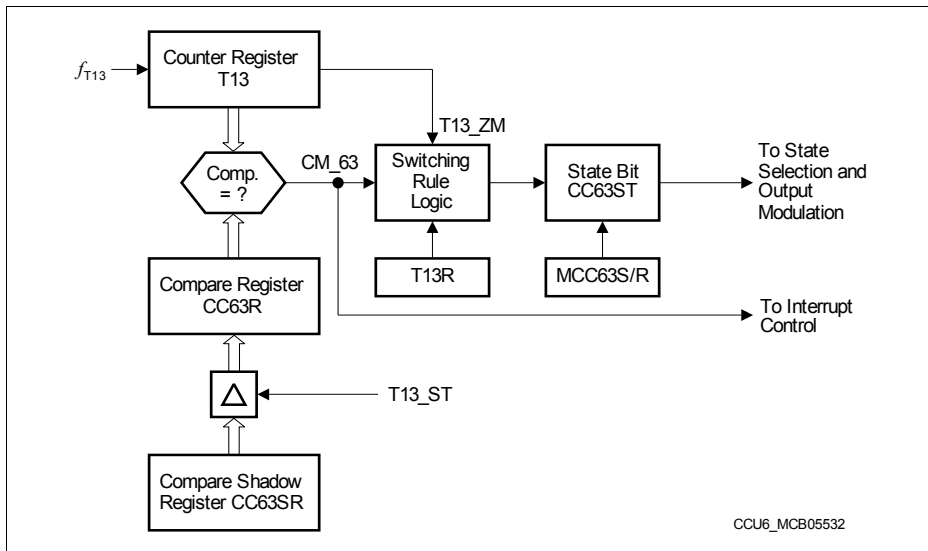 Counter Register
T13
f_T13
T13_ZM
CM_63
Comp.
= ?
Switching
Rule
Logic
State Bit
CC63ST
To State
Selection and
Output
Modulation
T13R
MCC63S/R
Compare Register
CC63R
To Interrupt
Control
T13_ST
Compare Shadow
Register CC63SR
CCU6_MCB05532